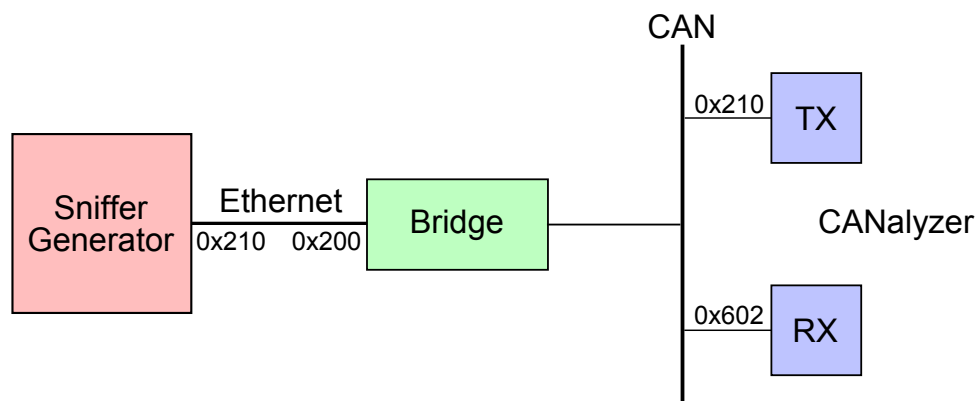 CAN
0x210
TX
Sniffer
Generator
Ethernet
0x210
0x200
Bridge
CANalyzer
0x602
RX